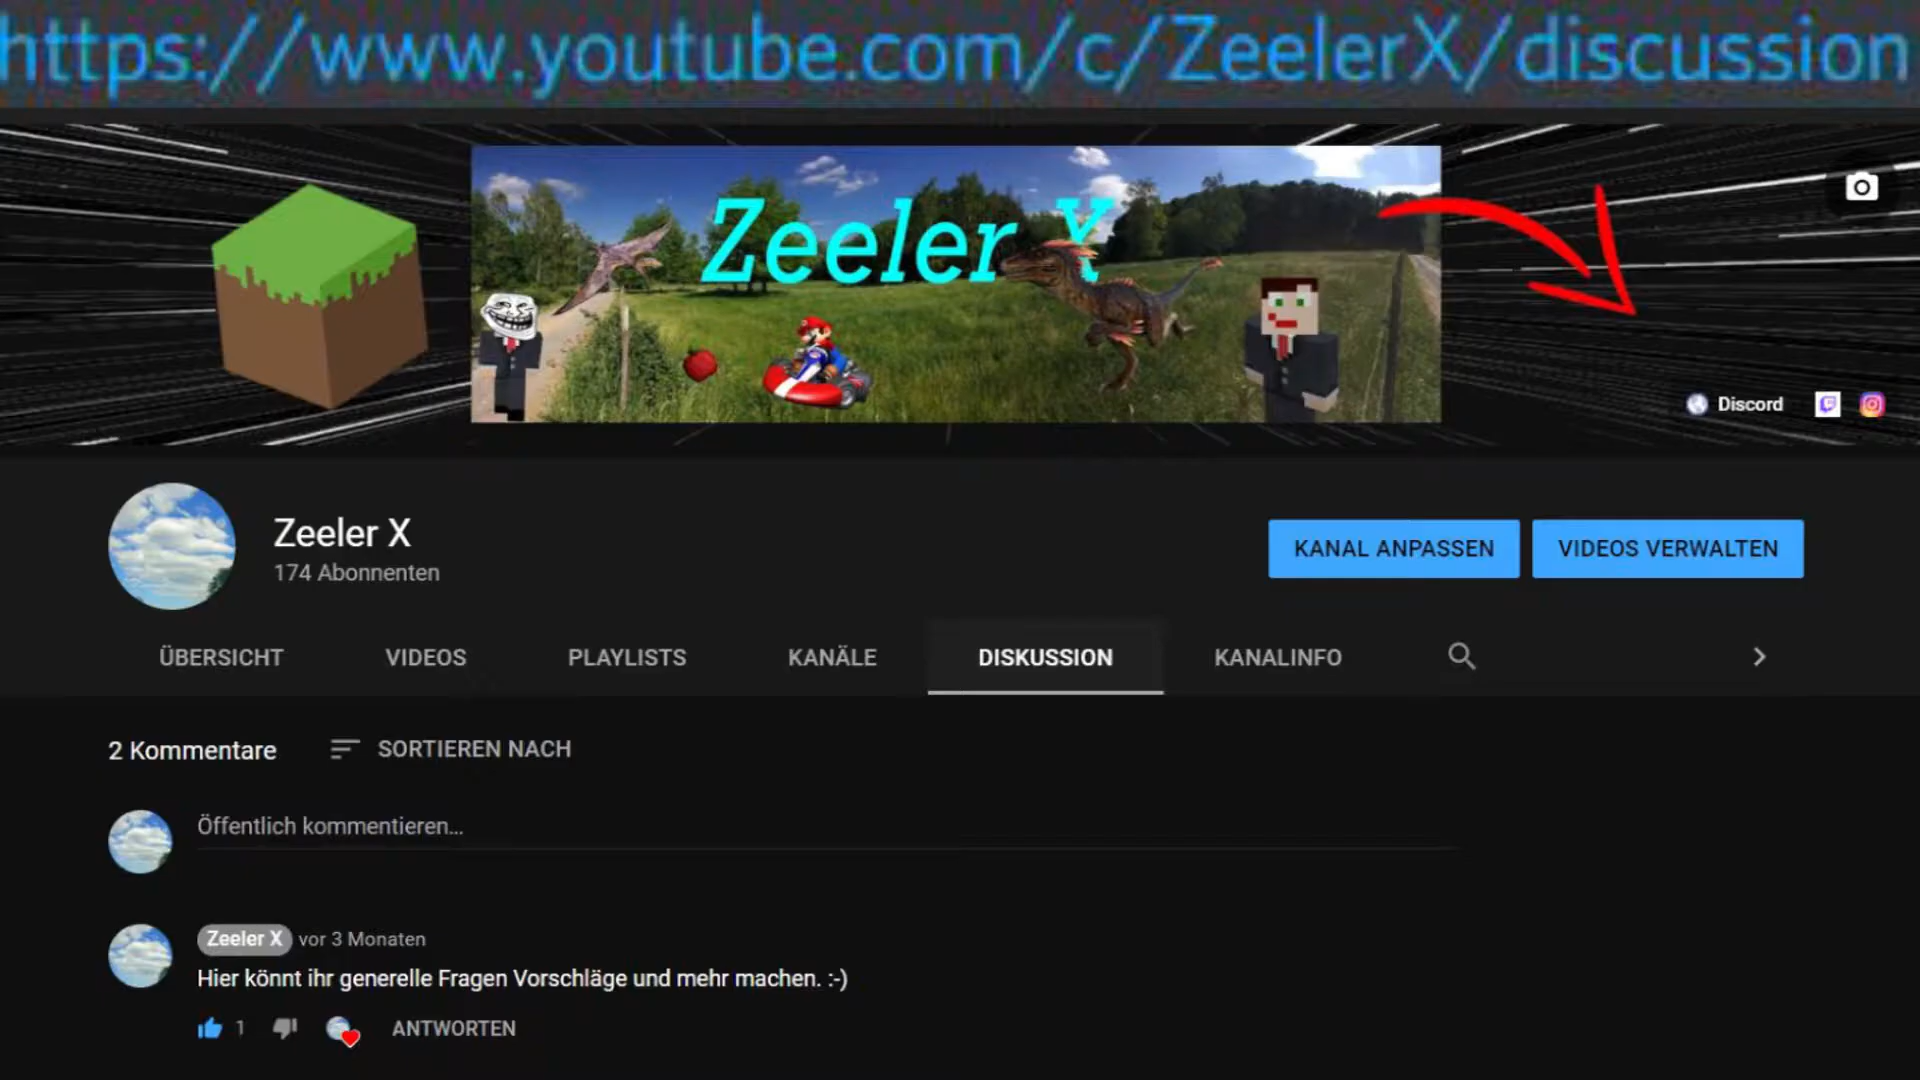 https://www.youtube.com/c/ZeelerX/discussion
Zeeler X
Discord
Zeeler X
174 Abonnenten
KANAL ANPASSEN
VIDEOS VERWALTEN
ÜBERSICHT
VIDEOS
PLAYLISTS
KANÄLE
DISKUSSION
KANALINFO
2 Kommentare
SORTIEREN NACH
Öffentlich kommentieren...
Zeeler X vor 3 Monaten
Hier könnt ihr generelle Fragen Vorschläge und mehr machen. :-)
1
ANTWORTEN